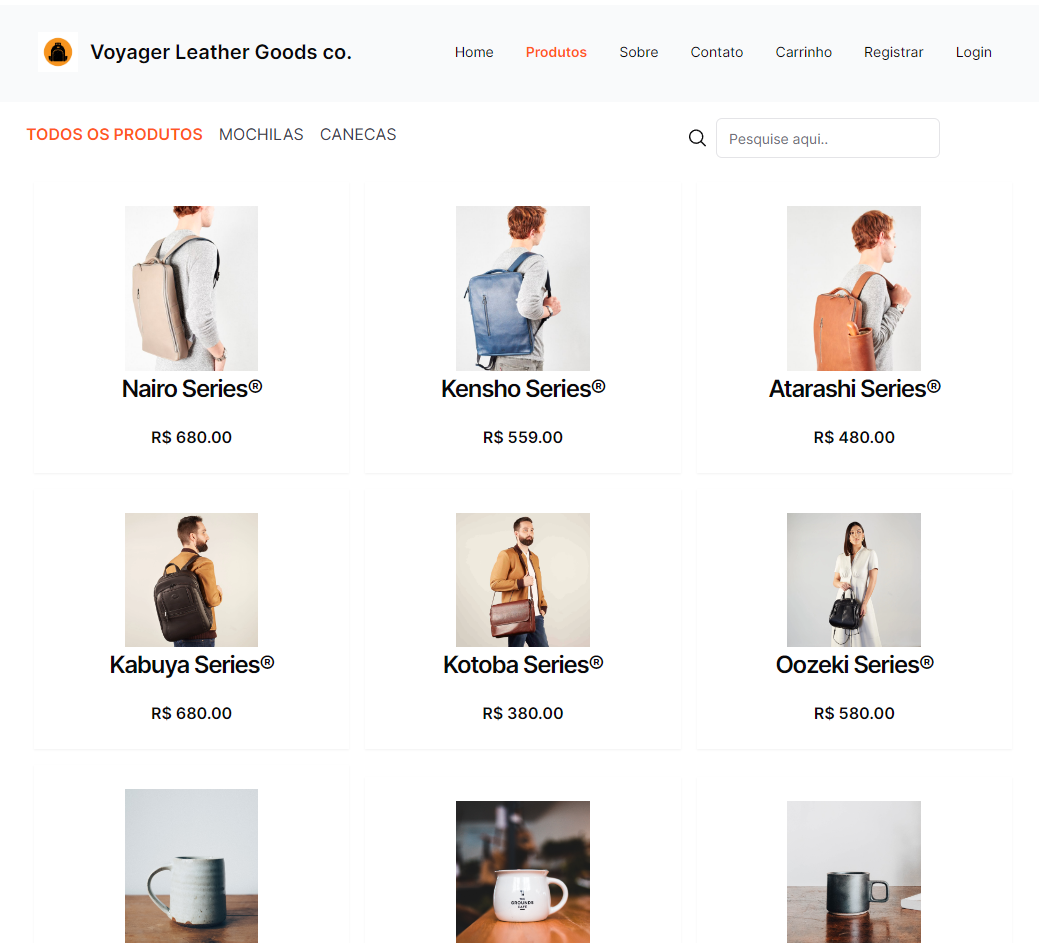 Voyager Leather Goods co.
Home Produtos Sobre Contato Carrinho Registrar Login
TODOS OS PRODUTOS MOCHILAS CANECAS
Pesquise aqui..
Nairo Series® Kensho Series® Atarashi Series®
R$ 680.00 R$ 559.00 R$ 480.00
Kabuya Series® Kotoba Series® Oozeki Series®
R$ 680.00 R$ 380.00 R$ 580.00
THE
GROUNDS
CAFE